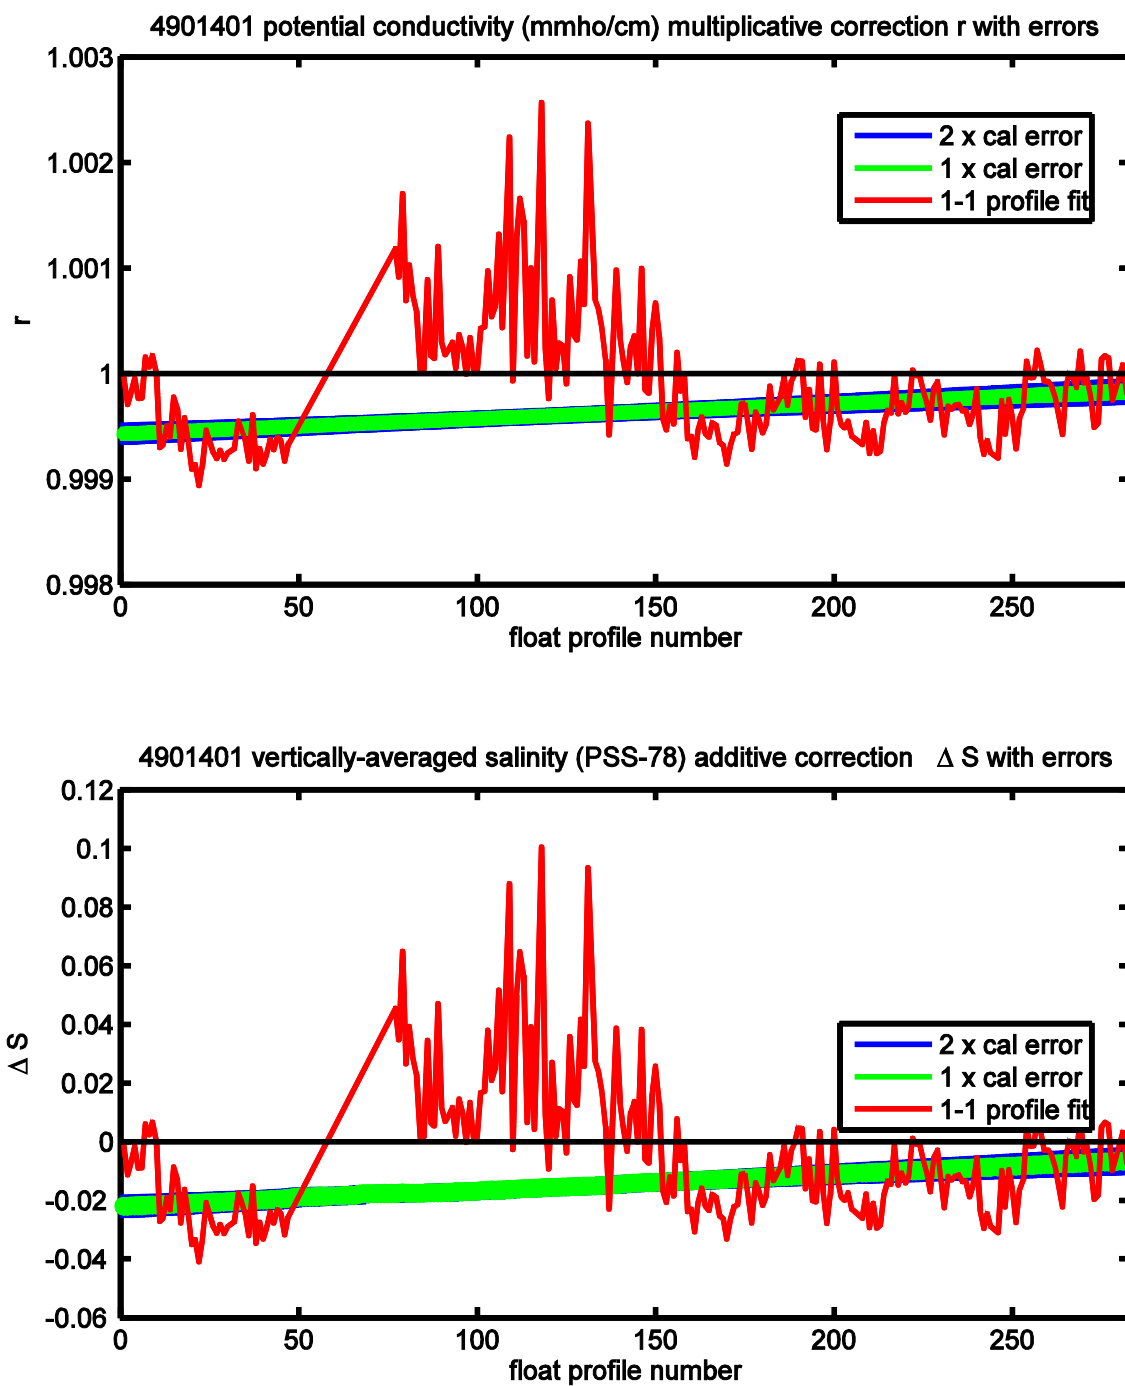 4901401 potential conductivity (mmho/cm) multiplicative correction r with errors
1.003
1.002
1.001
1
0.999
0.998
r
2 x cal error
1 x cal error
1-1 profile fit
0 50 100 150 200 250
float profile number
4901401 vertically-averaged salinity (PSS-78) additive correction Δ S with errors
0.12
0.1
0.08
0.06
0.04
0.02
0
-0.02
-0.04
-0.06
Δ S
2 x cal error
1 x cal error
1-1 profile fit
0 50 100 150 200 250
float profile number